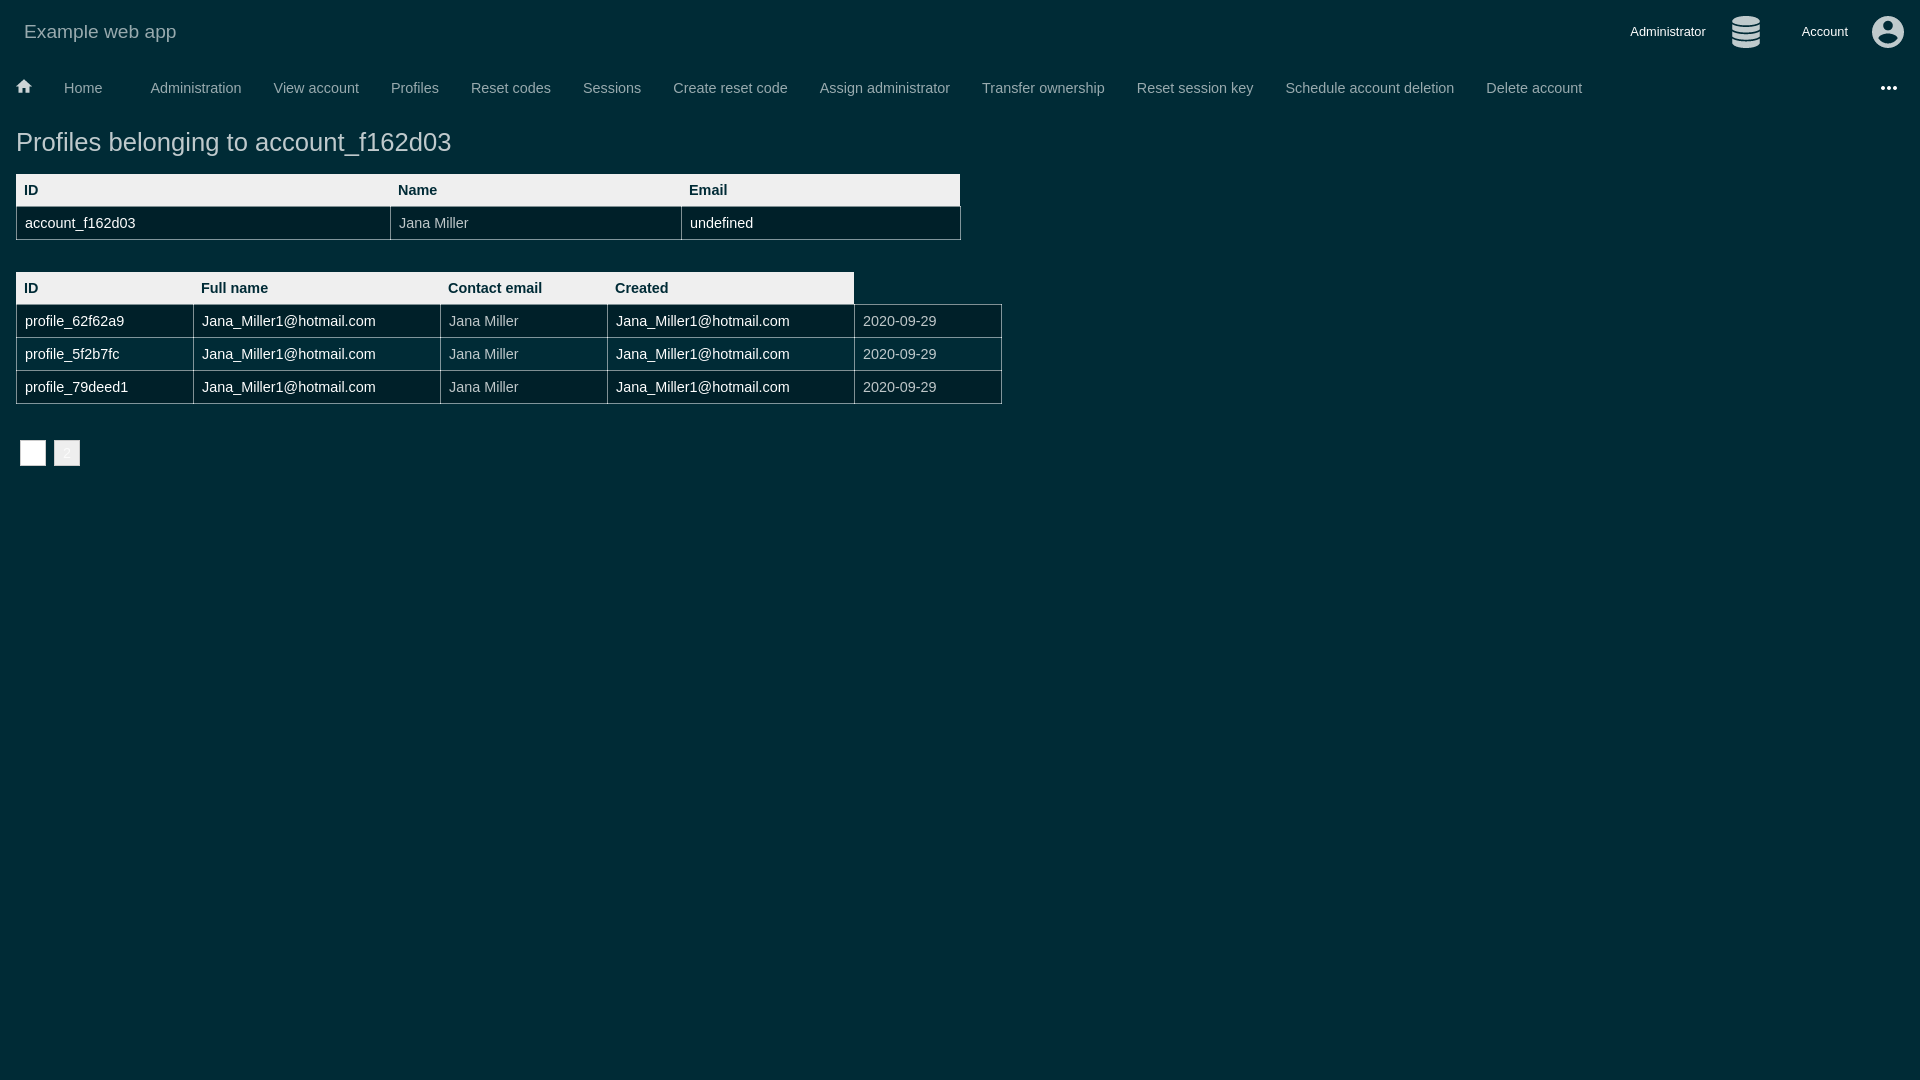 Example web app
Administrator
Account
Home Administration View account Profiles Reset codes Sessions Create reset code Assign administrator Transfer ownership Reset session key Schedule account deletion Delete account
Profiles belonging to account_f162d03
ID Name Email
account_f162d03 Jana Miller undefined
ID Full name Contact email Created
profile_62f62a9 Jana_Miller1@hotmail.com Jana Miller Jana_Miller1@hotmail.com 2020-09-29
profile_5f2b7fc Jana_Miller1@hotmail.com Jana Miller Jana_Miller1@hotmail.com 2020-09-29
profile_79deed1 Jana_Miller1@hotmail.com Jana Miller Jana_Miller1@hotmail.com 2020-09-29
2